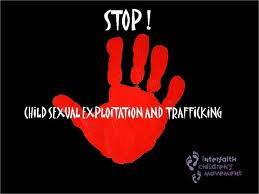 STOP !
CHILD SEXUAL EXPLOITATION AND TRAFFICKING
interfaith
children's
movement